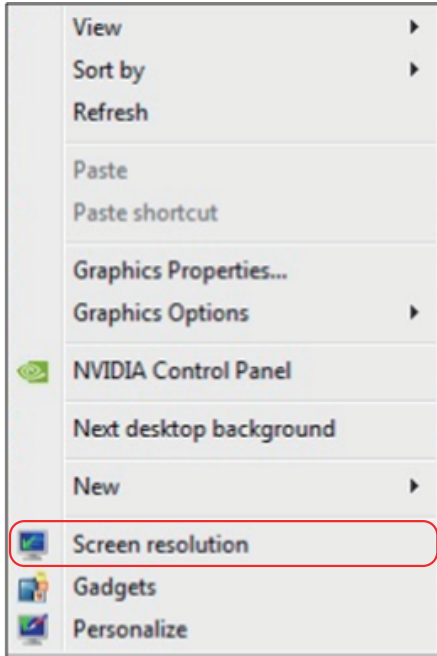 View
Sort by
Refresh
Paste
Paste shortcut
Graphics Properties...
Graphics Options
NVIDIA Control Panel
Next desktop background
New
Screen resolution
Gadgets
Personalize